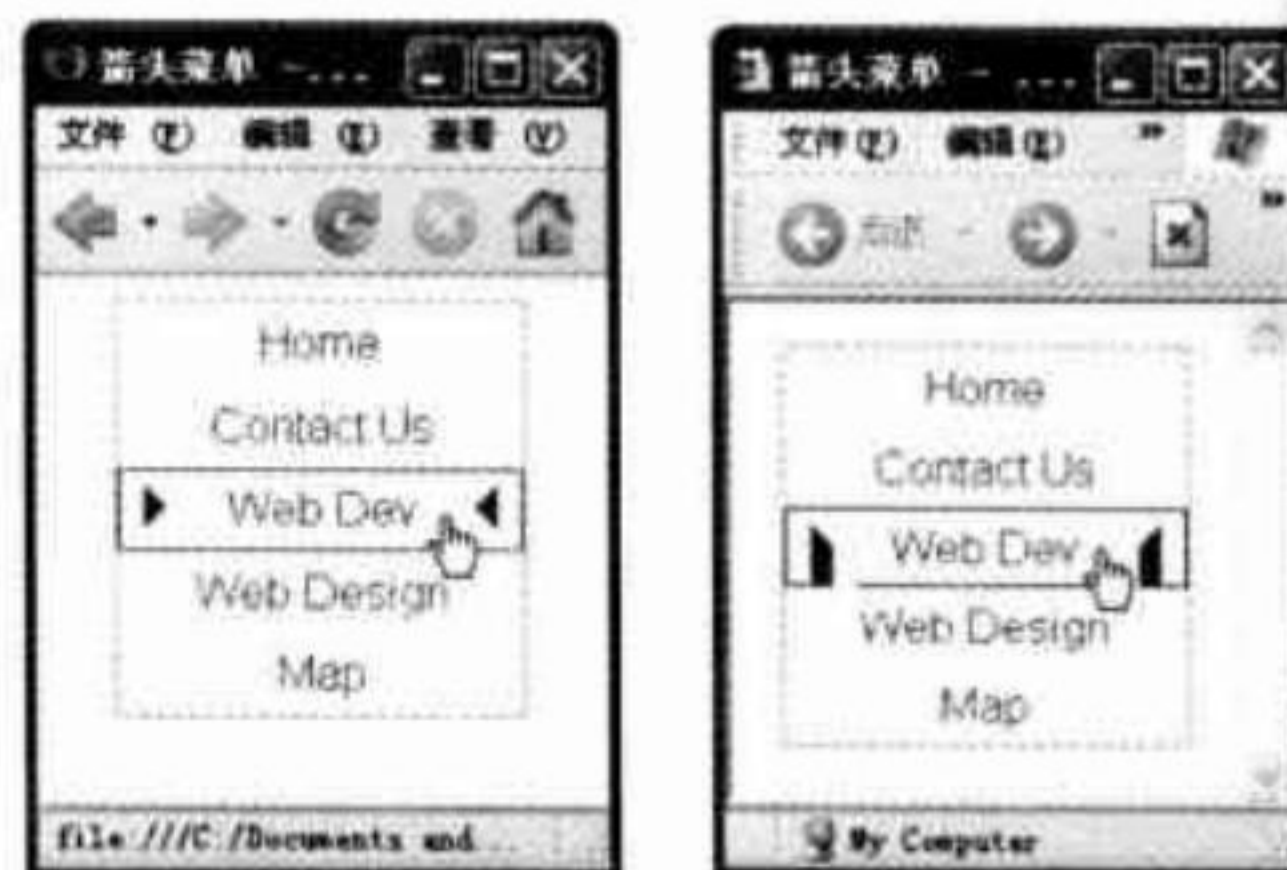 箭头菜单 - ...
文件 (F) 编辑 (E) 查看 (V)
Home
Contact Us
Web Dev
Web Design
Map
file:///C:/Documents and...
箭头菜单 - ...
文件(F) 编辑(E) »
后退 »
Home
Contact Us
Web Dev
Web Design
Map
My Computer